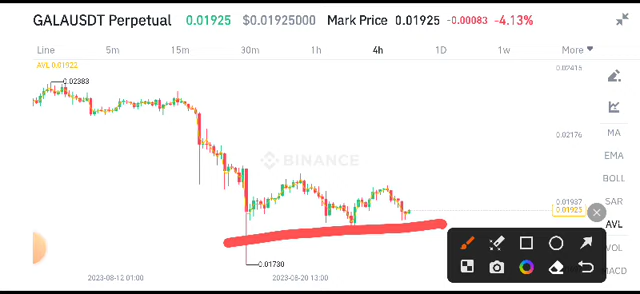 GALAUSDT Perpetual 0.01925 $0.01925000 Mark Price 0.01925 -0.00083 -4.13%
Line 5m 15m 30m 1h 4h 1D 1w More
AVL 0.01922
0.02383
0.02415
0.02176
0.01937
0.01925
0.01730
BINANCE
MA
EMA
BOLL
SAR
AVL
VOL
MACD
2023-08-12 01:00 2023-08-20 13:00